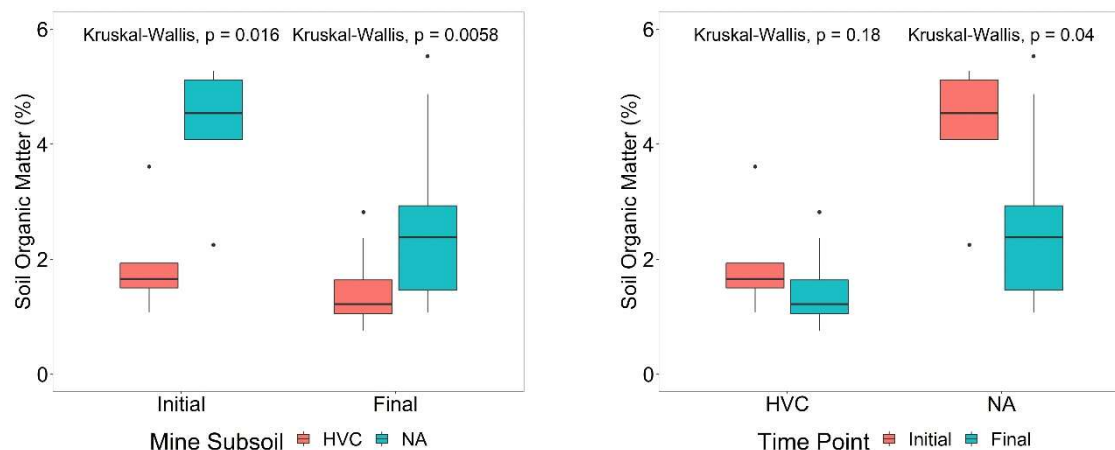 Kruskal-Wallis, p = 0.016 Kruskal-Wallis, p = 0.0058
Soil Organic Matter (%)
6
4
2
0
Initial Final
Mine Subsoil HVC NA
Kruskal-Wallis, p = 0.18 Kruskal-Wallis, p = 0.04
Soil Organic Matter (%)
6
4
2
0
HVC NA
Time Point Initial Final